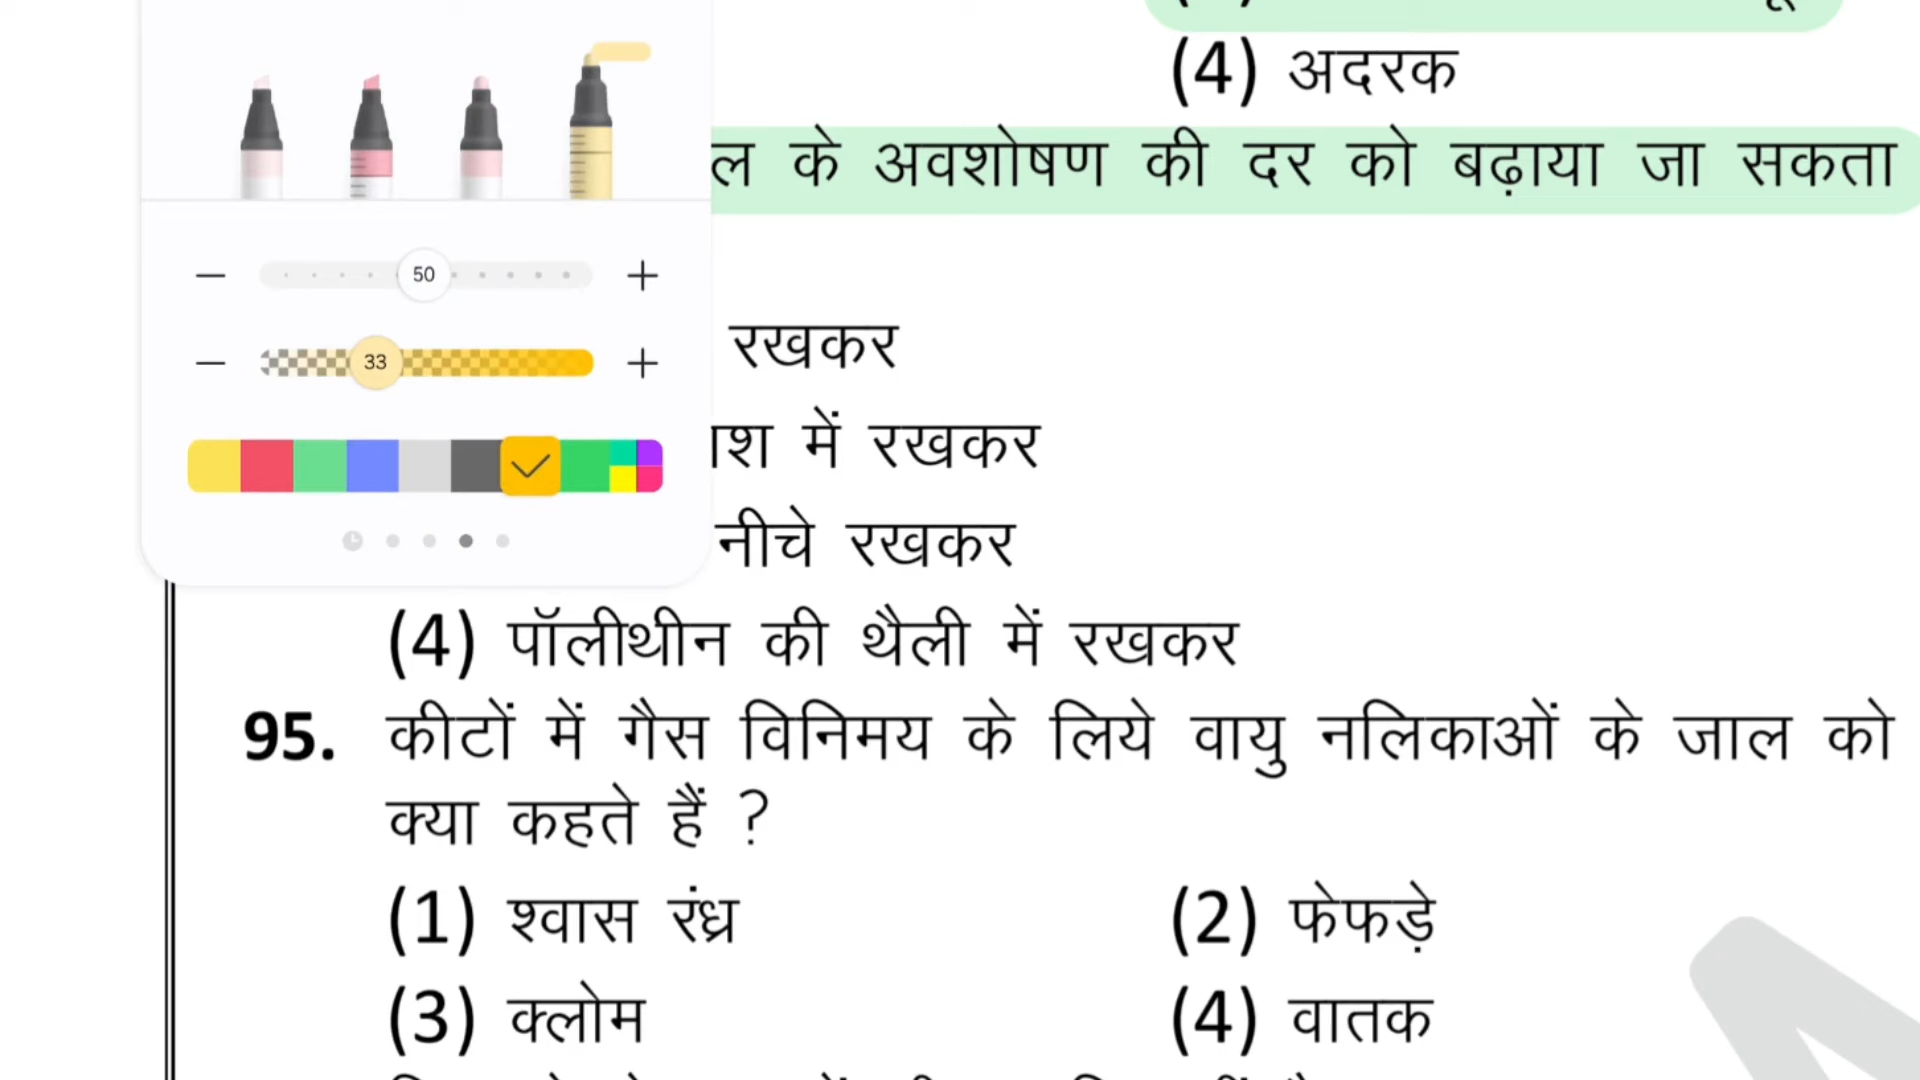 (4) अदरक
के अवशोषण की दर को बढ़ाया जा सकता
50
रखकर
33
में रखकर
नीचे रखकर
(4) पॉलीथीन की थैली में रखकर
95. कीटों में गैस विनिमय के लिये वायु नलिकाओं के जाल को
क्या कहते हैं ?
(1) श्वास रंध्र
(2) फेफड़े
(3) क्लोम
(4) वातक